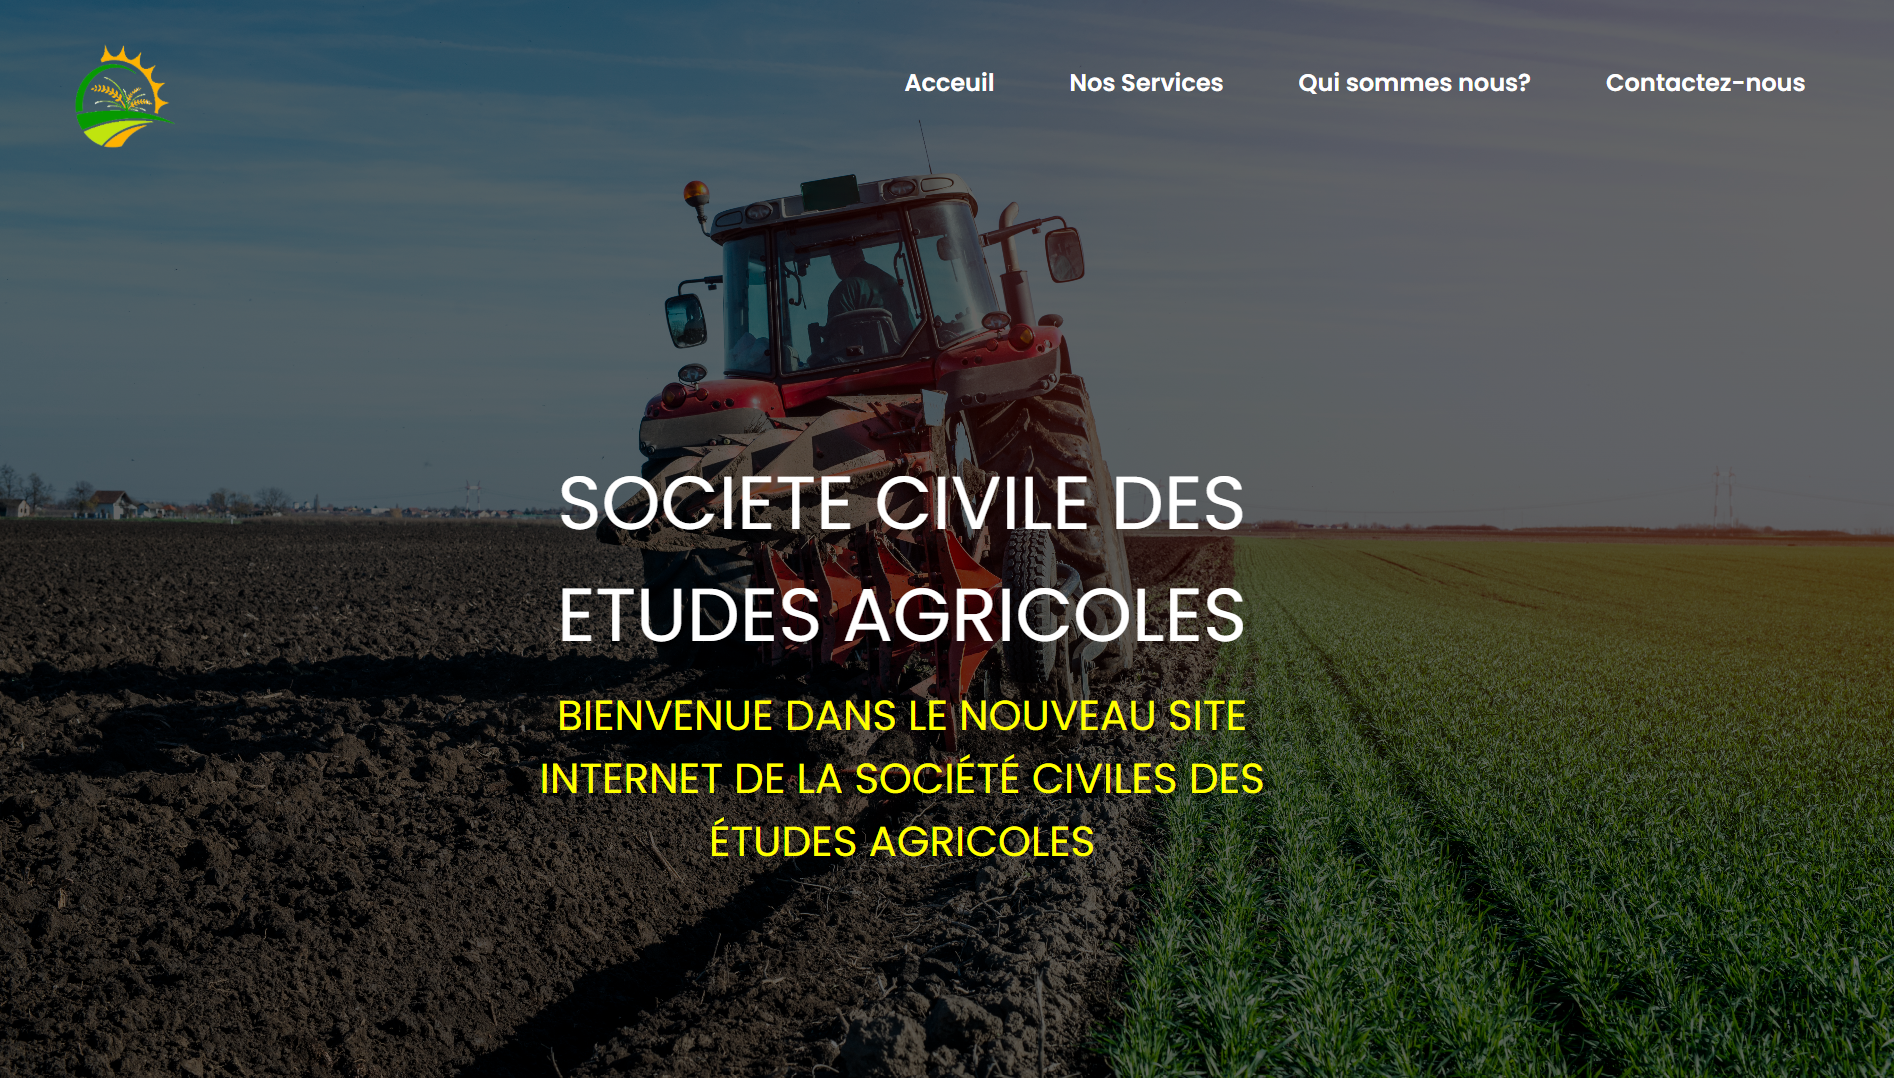 Acceuil
Nos Services
Qui sommes nous?
Contactez-nous
SOCIETE CIVILE DES
ETUDES AGRICOLES
BIENVENUE DANS LE NOUVEAU SITE
INTERNET DE LA SOCIÉTÉ CIVILES DES
ÉTUDES AGRICOLES